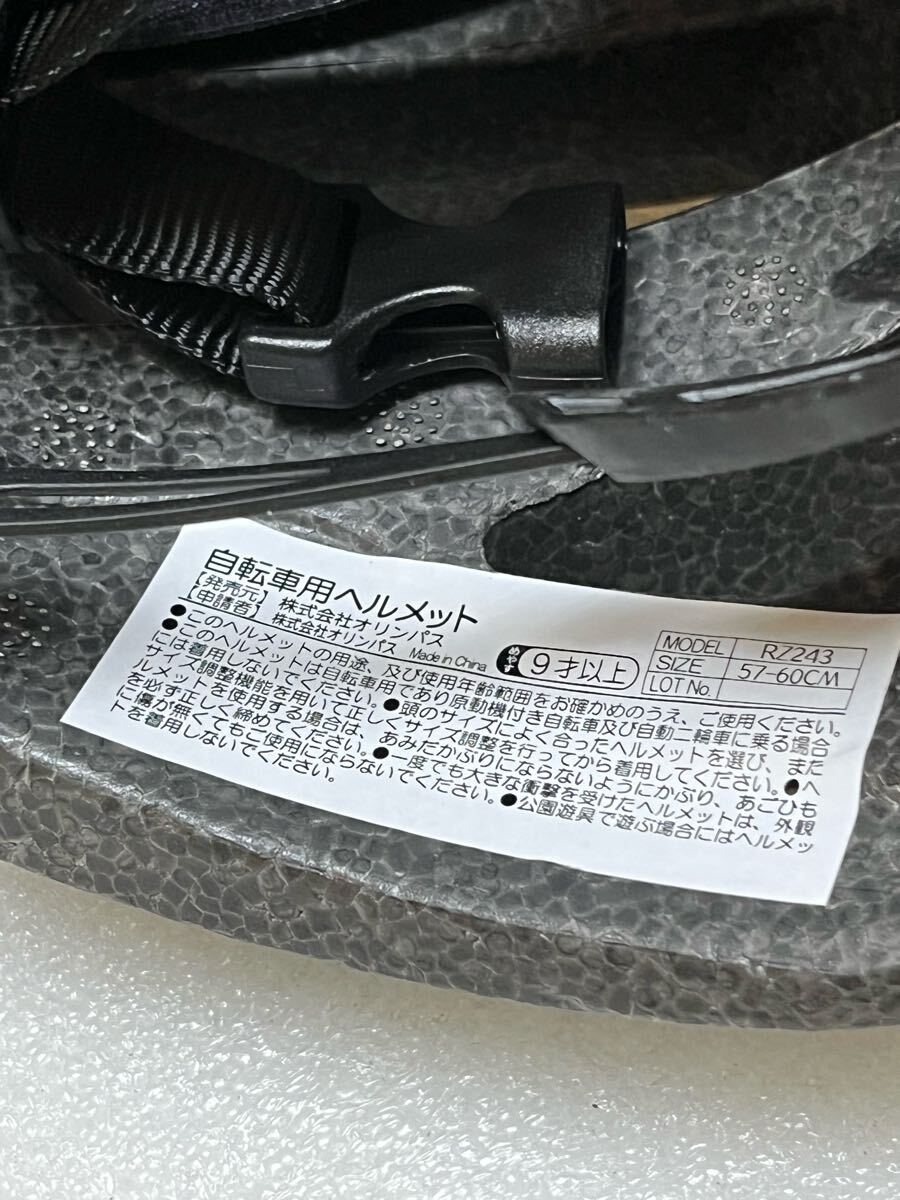 自転車用ヘルメット
【発売元】 株式会社オリンパス
【申請者】 株式会社オリンパス Made in China
めやす 9才以上
MODEL RZ243
SIZE 57-60CM
LOT No.
●このヘルメットの用途、及び使用年齢範囲をお確かめのうえ、ご使用ください。
●このヘルメットは自転車用であり原動機付き自転車及び自動二輪車に乗る場合
には着用しないでください。●頭のサイズによく合ったヘルメットを選び、また
サイズ調整機能を用いて正しくサイズ調整を行ってから着用してください。●ヘ
ルメットを使用する場合は、あみだかぶりにならないようにかぶり、あごひも
を必ず正しく締めてください。●一度でも大きな衝撃を受けたヘルメットは、外観
に傷が無くてもご使用にならないでください。●公園遊具で遊ぶ場合にはヘルメッ
トを着用しないでください。